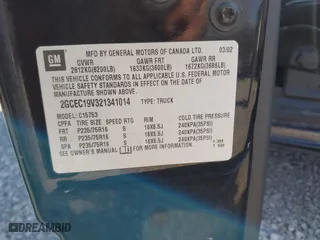 GM
MFD BY GENERAL MOTORS OF CANADA LTD. 03/02
GVWR GAWR FRT GAWR RR
2812KG(6200LB) 1633KG(3600LB) 1672KG(3686LB)
THIS VEHICLE CONFORMS TO ALL APPLICABLE U.S. FEDERAL MOTOR
VEHICLE SAFETY STANDARDS IN EFFECT ON THE DATE OF
MANUFACTURE SHOWN ABOVE.
2GCEC19V321341014 TYPE: TRUCK
MODEL: C15753
CPFA TIRE SIZE SPEED RTG RIM COLD TIRE PRESSURE
FRT P235/75R16 S 16X6.5J 240KPA(35PSI)
RR P235/75R16 S 16X6.5J 240KPA(35PSI)
SPA P235/75R16 S 16X6.5J 240KPA(35PSI)
SEE OWNER'S MANUAL FOR ADDITIONAL INFORMATION
DREAMBID